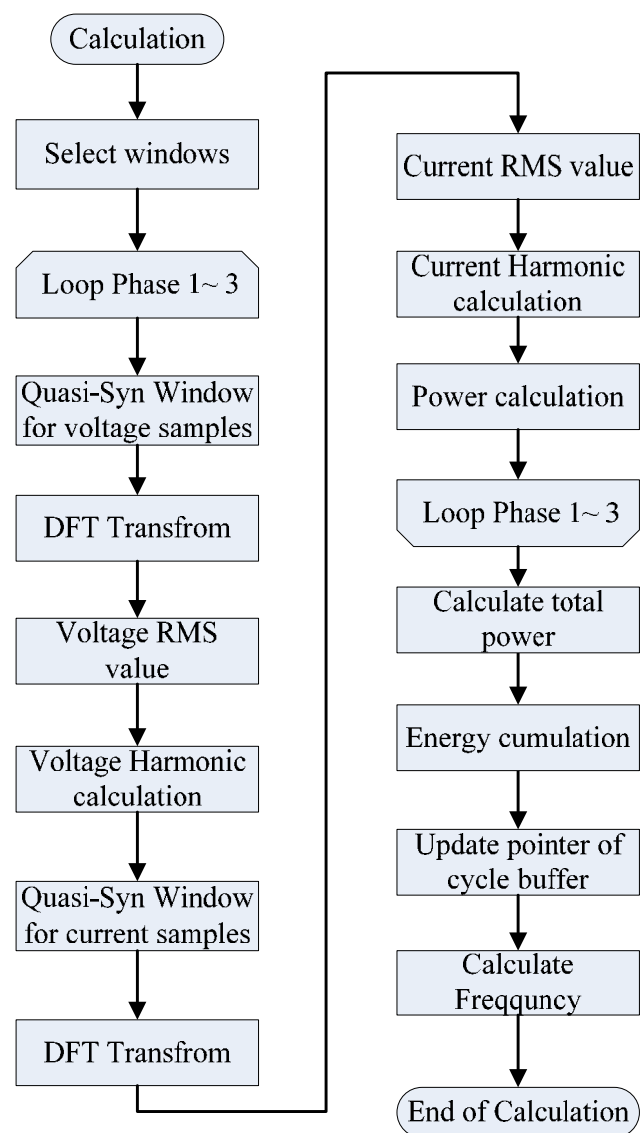 Calculation
Select windows
Loop Phase 1~ 3
Quasi-Syn Window
for voltage samples
DFT Transfrom
Voltage RMS
value
Voltage Harmonic
calculation
Quasi-Syn Window
for current samples
DFT Transfrom
Current RMS value
Current Harmonic
calculation
Power calculation
Loop Phase 1~ 3
Calculate total
power
Energy cumulation
Update pointer of
cycle buffer
Calculate
Freqquncy
End of Calculation